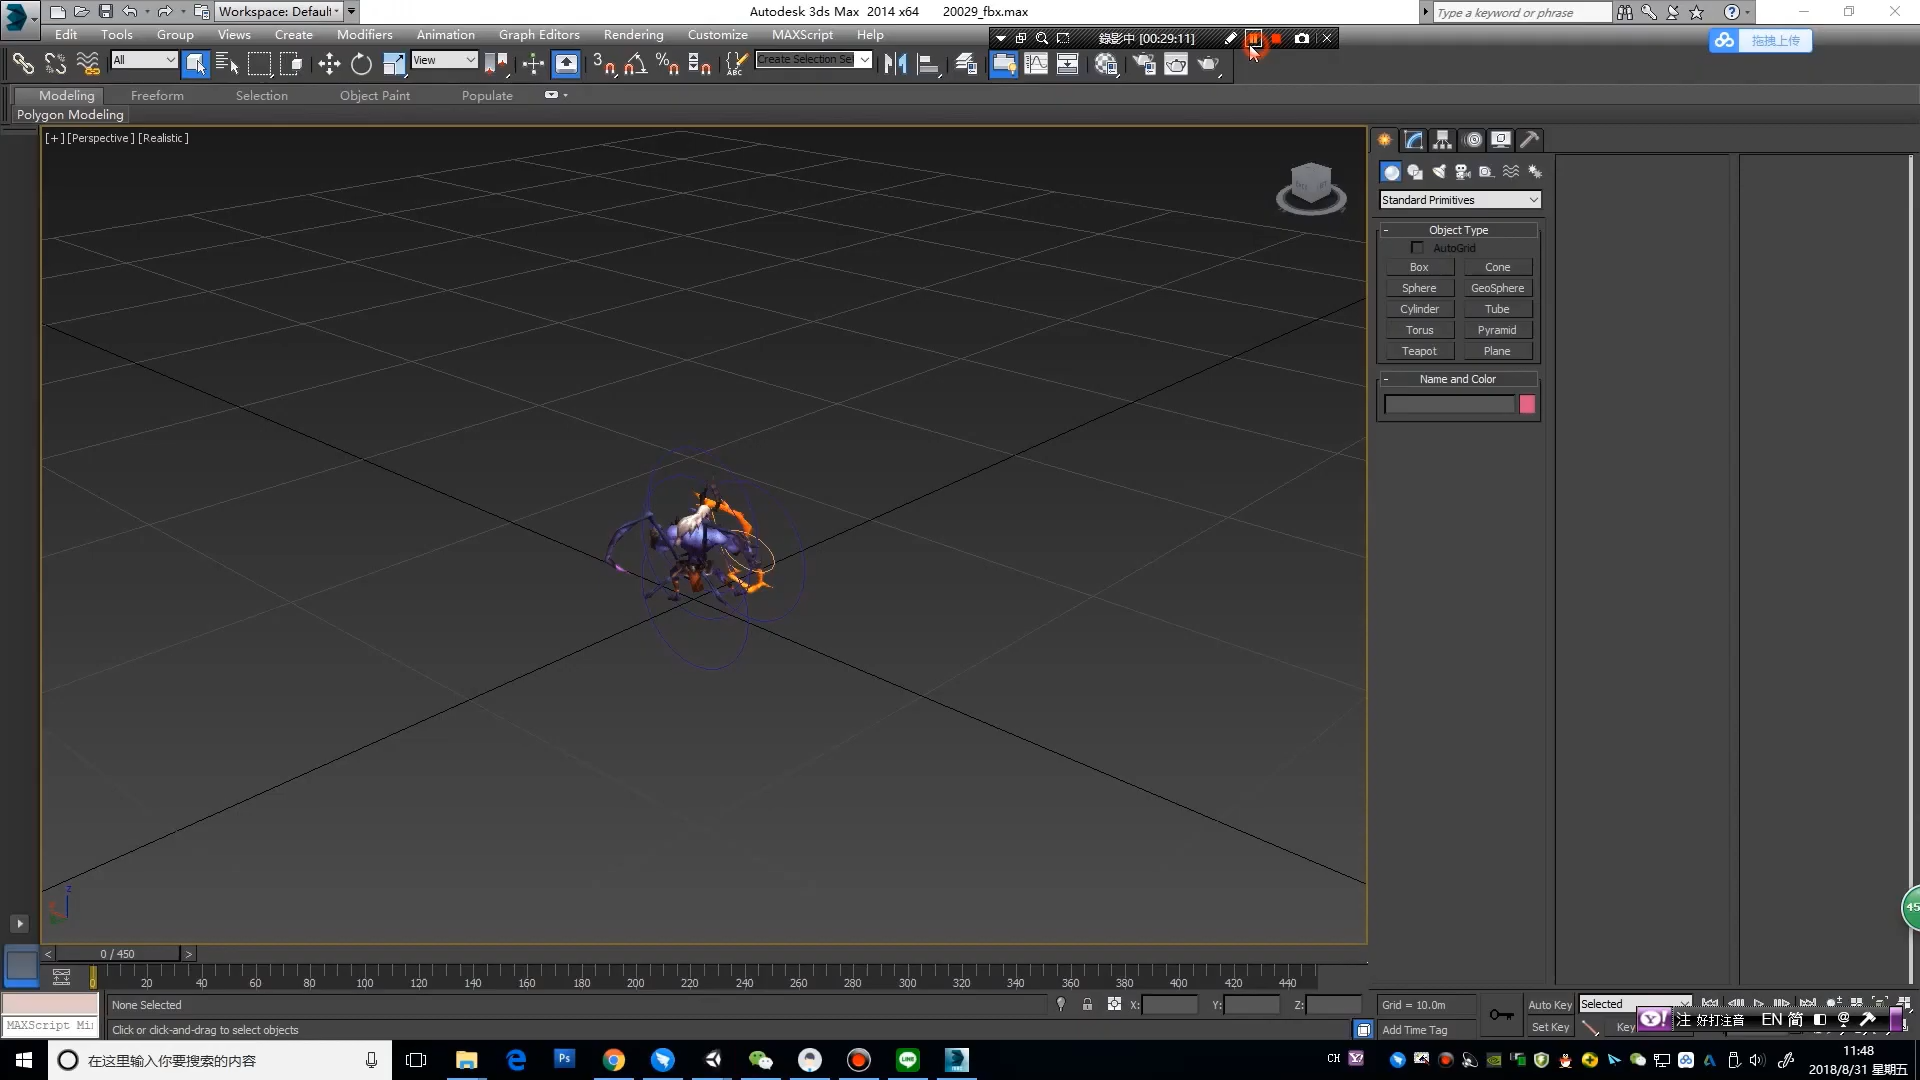 Workspace: Default
Autodesk 3ds Max 2014 x64 20029_fbx.max
Type a keyword or phrase
Edit Tools Group Views Create Modifiers Animation Graph Editors Rendering Customize MAXScript Help
錄影中 [00:29:11]
拖拽上传
All
View
Create Selection Se
Modeling Freeform Selection Object Paint Populate
Polygon Modeling
[+] [Perspective] [Realistic]
Standard Primitives
Object Type
AutoGrid
Box Cone
Sphere GeoSphere
Cylinder Tube
Torus Pyramid
Teapot Plane
Name and Color
z
45
< 0 / 450 >
0 20 40 60 80 100 120 140 160 180 200 220 240 260 280 300 320 340 360 380 400 420 440
None Selected X: Y: Z: Grid = 10.0m Auto Key Selected
MAXScript Mi
Click or click-and-drag to select objects Add Time Tag Set Key Key
注 好打注音 EN 简
在这里输入你要搜索的内容
CH
11:48
2018/8/31 星期五